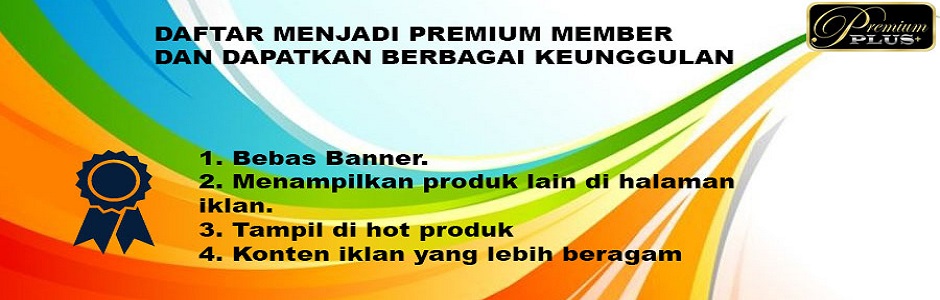 DAFTAR MENJADI PREMIUM MEMBER
DAN DAPATKAN BERBAGAI KEUNGGULAN
Premium
PLUS+
1. Bebas Banner.
2. Menampilkan produk lain di halaman
iklan.
3. Tampil di hot produk
4. Konten iklan yang lebih beragam